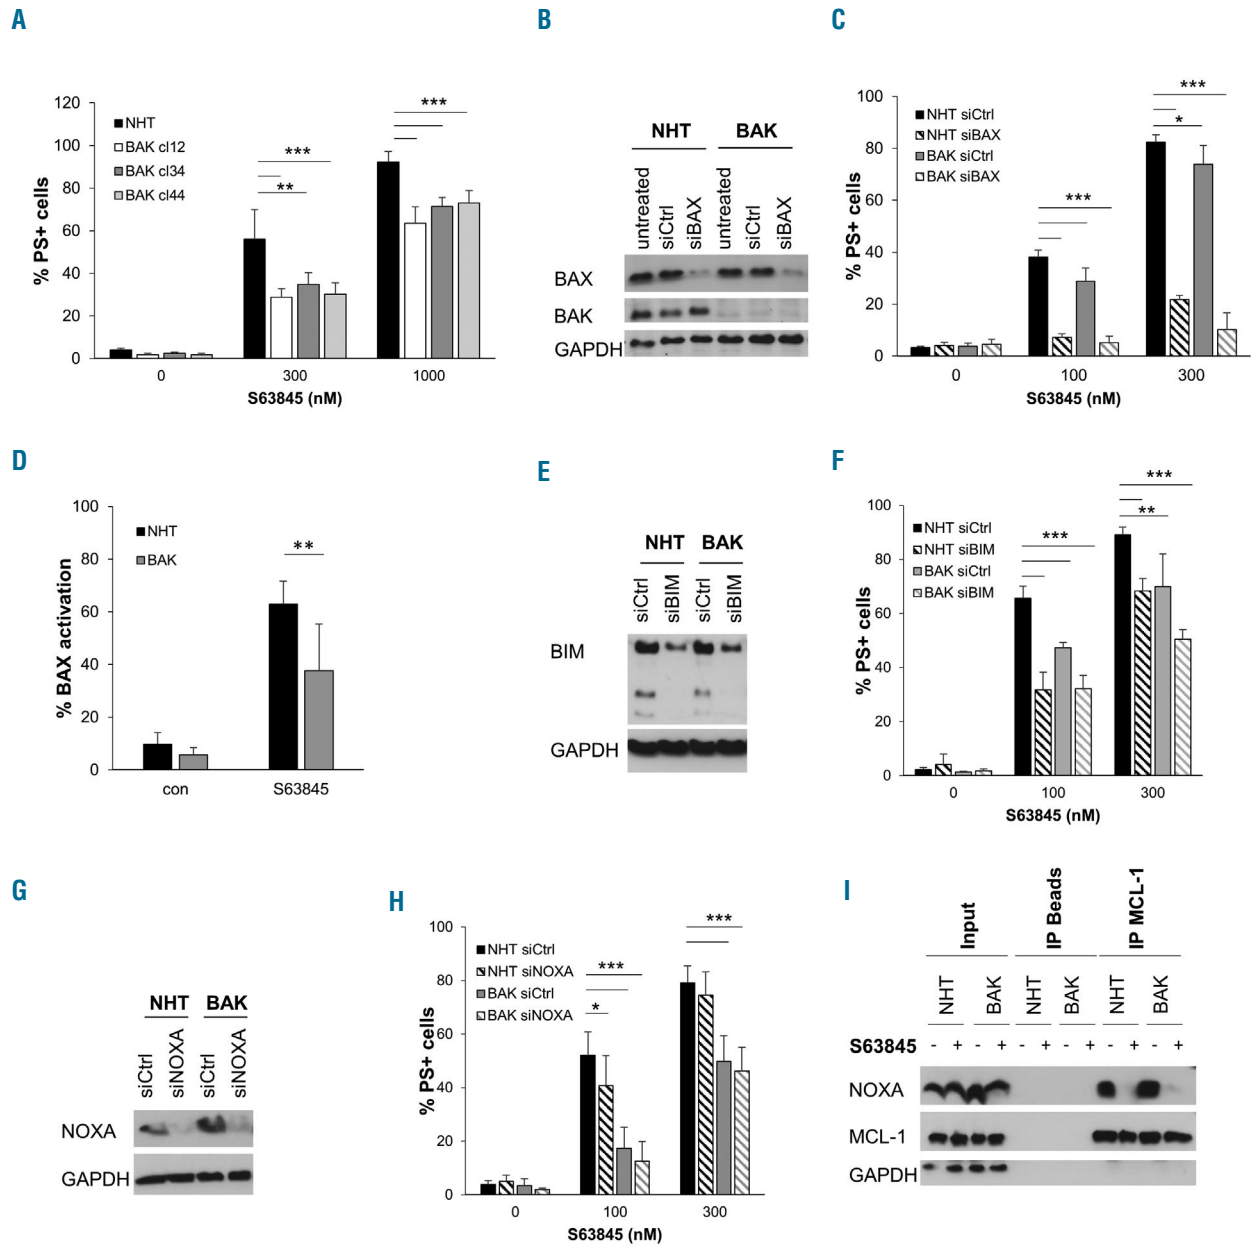 A
120
100
80
60
40
20
0
% PS+ cells
NHT
BAK cl12
BAK cl34
BAK cl44
***
**
***
0 300 1000
S63845 (nM)
B
NHT BAK
untreated siCtrl siBAX untreated siCtrl siBAX
BAX
BAK
GAPDH
C
100
80
60
40
20
0
% PS+ cells
NHT siCtrl
NHT siBAX
BAK siCtrl
BAK siBAX
***
***
*
0 100 300
S63845 (nM)
D
100
80
60
40
20
0
% BAX activation
NHT
BAK
**
con S63845
E
NHT BAK
siCtrl siBIM siCtrl siBIM
BIM
GAPDH
F
100
80
60
40
20
0
% PS+ cells
NHT siCtrl
NHT siBIM
BAK siCtrl
BAK siBIM
***
***
**
0 100 300
S63845 (nM)
G
NHT BAK
siCtrl siNOXA siCtrl siNOXA
NOXA
GAPDH
H
100
80
60
40
20
0
% PS+ cells
NHT siCtrl
NHT siNOXA
BAK siCtrl
BAK siNOXA
***
*
***
0 100 300
S63845 (nM)
I
Input IP Beads IP MCL-1
NHT BAK NHT BAK NHT BAK
S63845 - + - + - + - + - + - +
NOXA
MCL-1
GAPDH